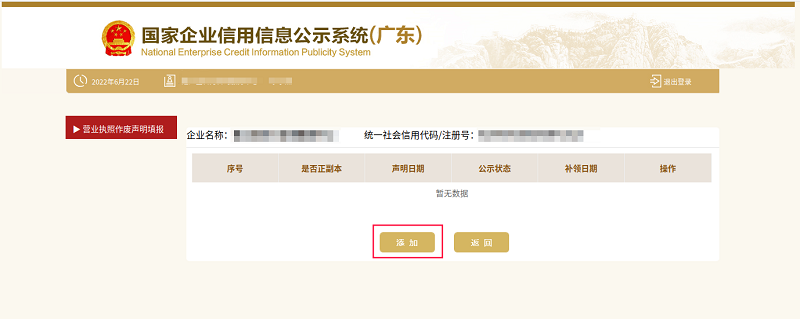 国家企业信用信息公示系统(广东)
National Enterprise Credit Information Publicity System
2022年6月22日 退出登录
▶ 营业执照作废声明填报
企业名称: 统一社会信用代码/注册号:
序号 是否正副本 声明日期 公示状态 补领日期 操作
暂无数据
添 加 返 回